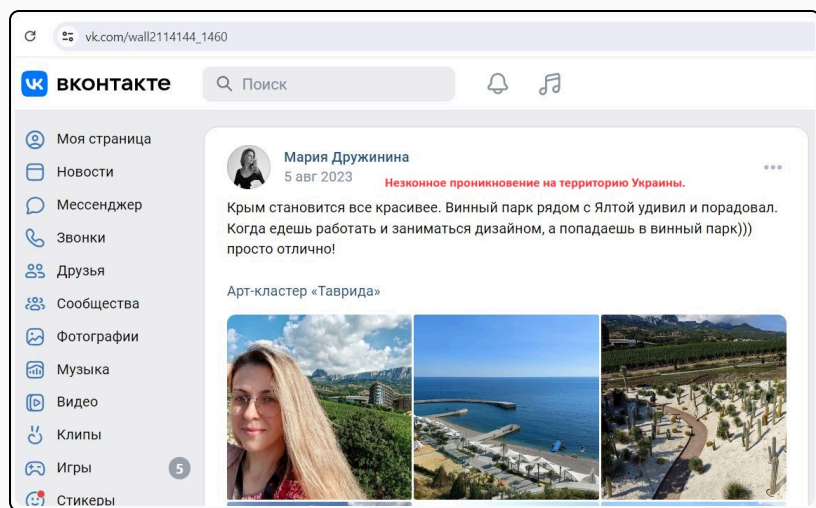 vk.com/wall2114144_1460
вконтакте
Поиск
Моя страница
Новости
Мессенджер
Звонки
Друзья
Сообщества
Фотографии
Музыка
Видео
Клипы
Игры 5
Стикеры
Мария Дружинина
5 авг 2023
Незконное проникновение на территорию Украины.
Крым становится все красивее. Винный парк рядом с Ялтой удивил и порадовал.
Когда едешь работать и заниматься дизайном, а попадаешь в винный парк)))
просто отлично!
Арт-кластер «Таврида»